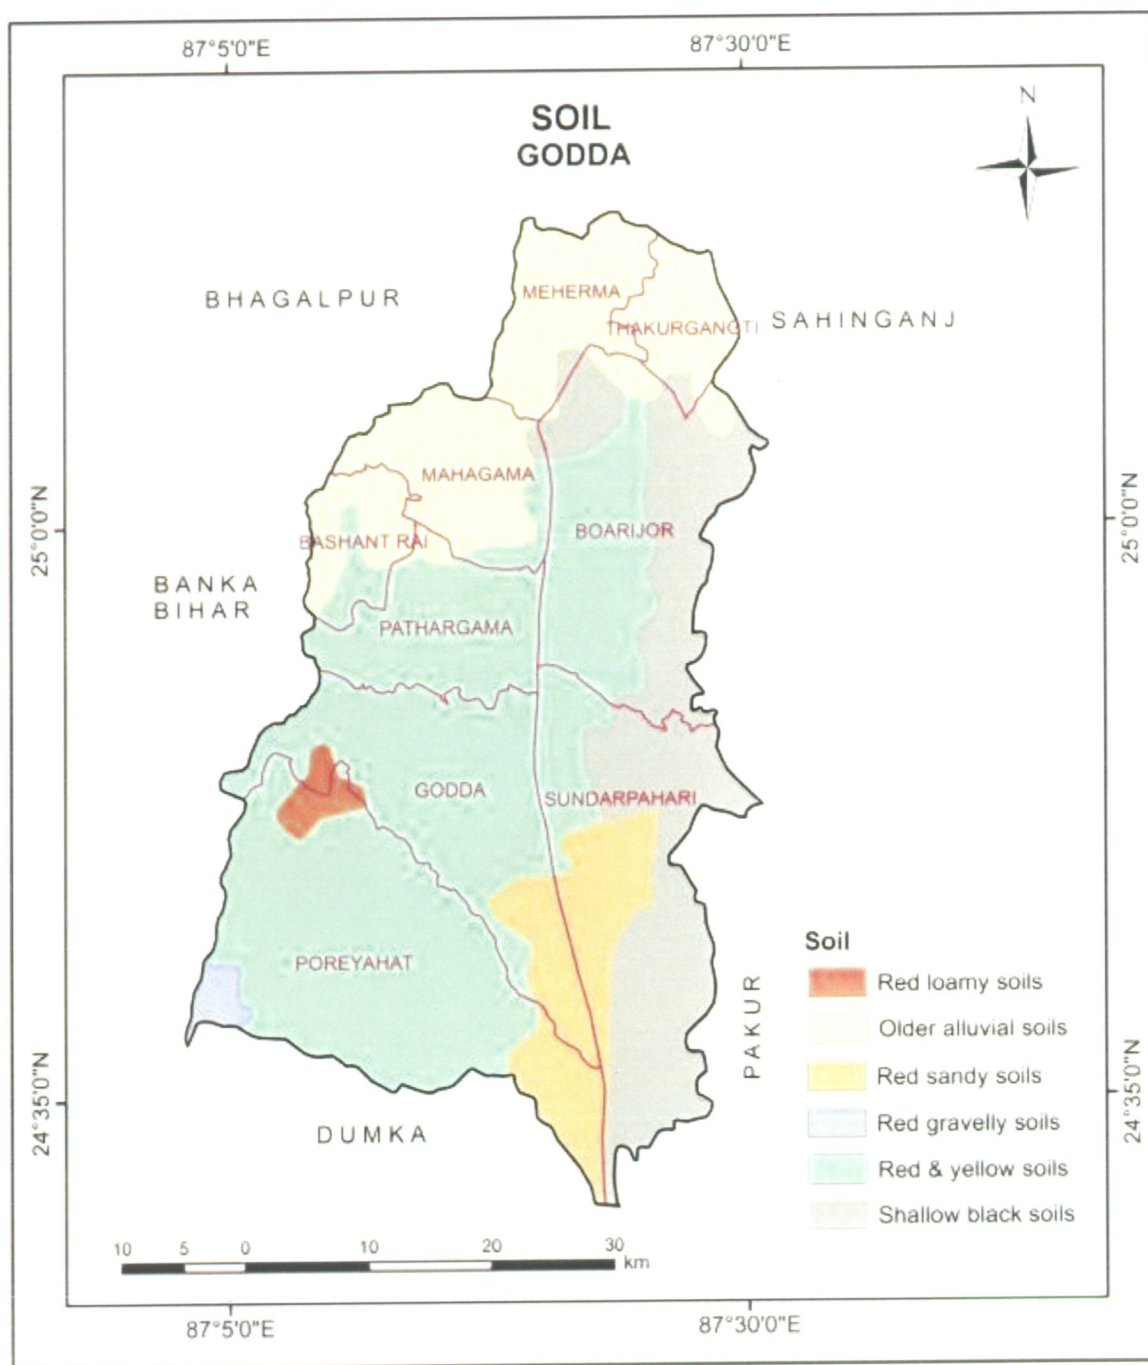 87°5'0"E
87°30'0"E
N
SOIL
GODDA
BHAGALPUR
MEHERMA
THAKURGANGTI
SAHINGANJ
MAHAGAMA
BOARIJOR
25°0'0"N
25°0'0"N
BASHANT RAI
BANKA
BIHAR
PATHARGAMA
GODDA
SUNDARPAHARI
POREYAHAT
PAKUR
DUMKA
24°35'0"N
24°35'0"N
Soil
Red loamy soils
Older alluvial soils
Red sandy soils
Red gravelly soils
Red & yellow soils
Shallow black soils
10 5 0 10 20 30
km
87°5'0"E
87°30'0"E